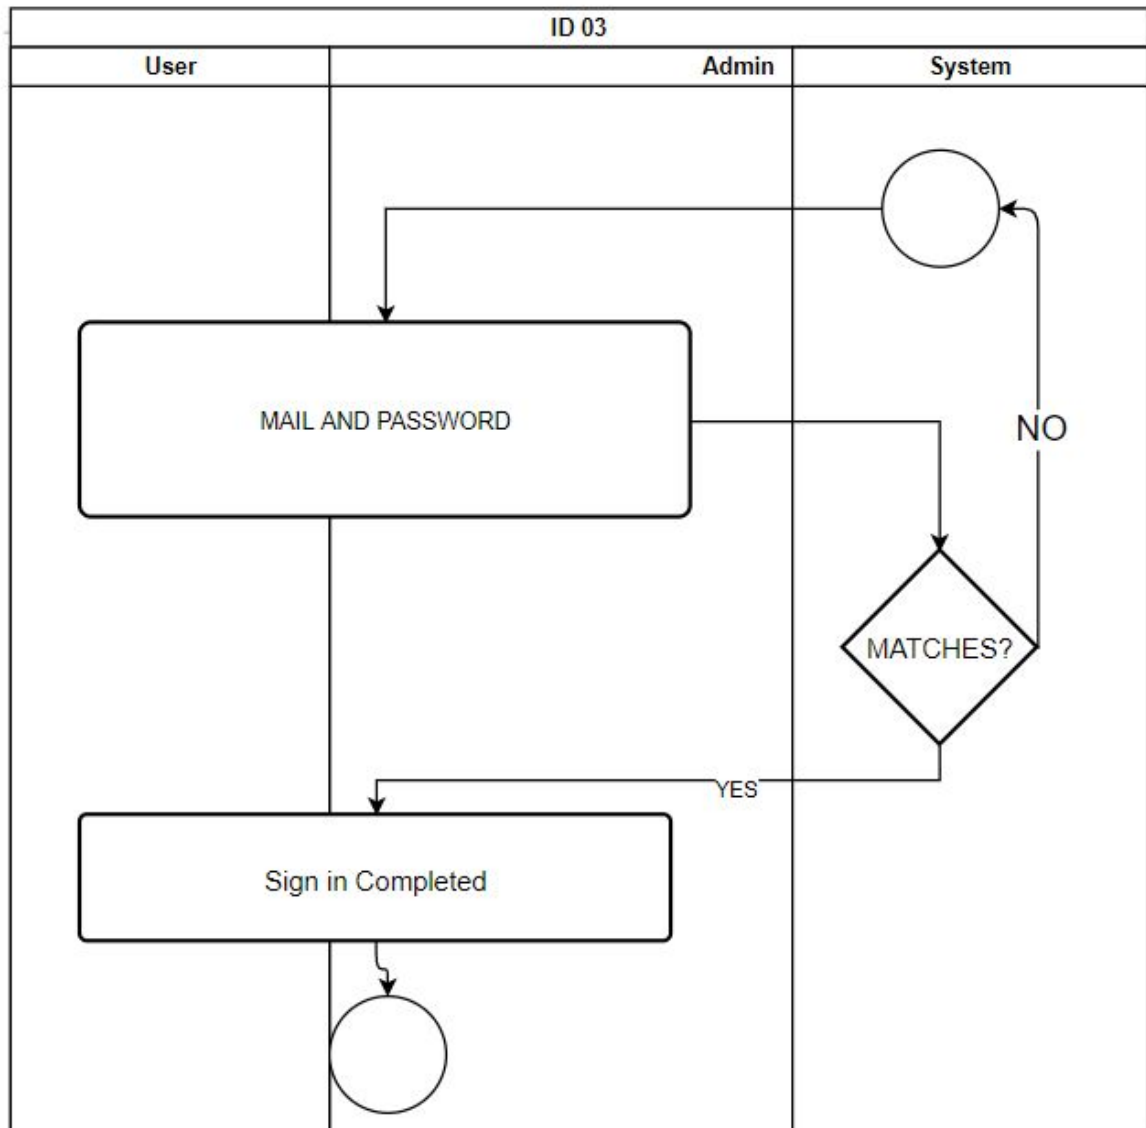 ID 03
User
Admin
System
MAIL AND PASSWORD
NO
MATCHES?
YES
Sign in Completed